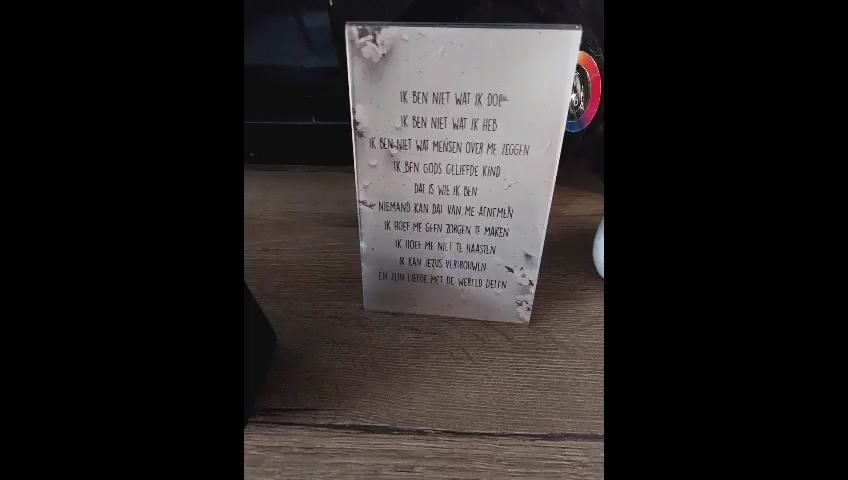 IK BEN NIET WAT IK DOE
IK BEN NIET WAT IK HEB
IK BEN NIET WAT MENSEN OVER ME ZEGGEN
IK BEN GODS GELIEFDE KIND
DAT IS WIE IK BEN
NIEMAND KAN DAT VAN ME AFNEMEN
IK HOEF ME GEEN ZORGEN TE MAKEN
IK HOEF ME NIET TE HAASTEN
IK KAN JEZUS VERTROUWEN
EN ZIJN LIEFDE MET DE WERELD DELEN